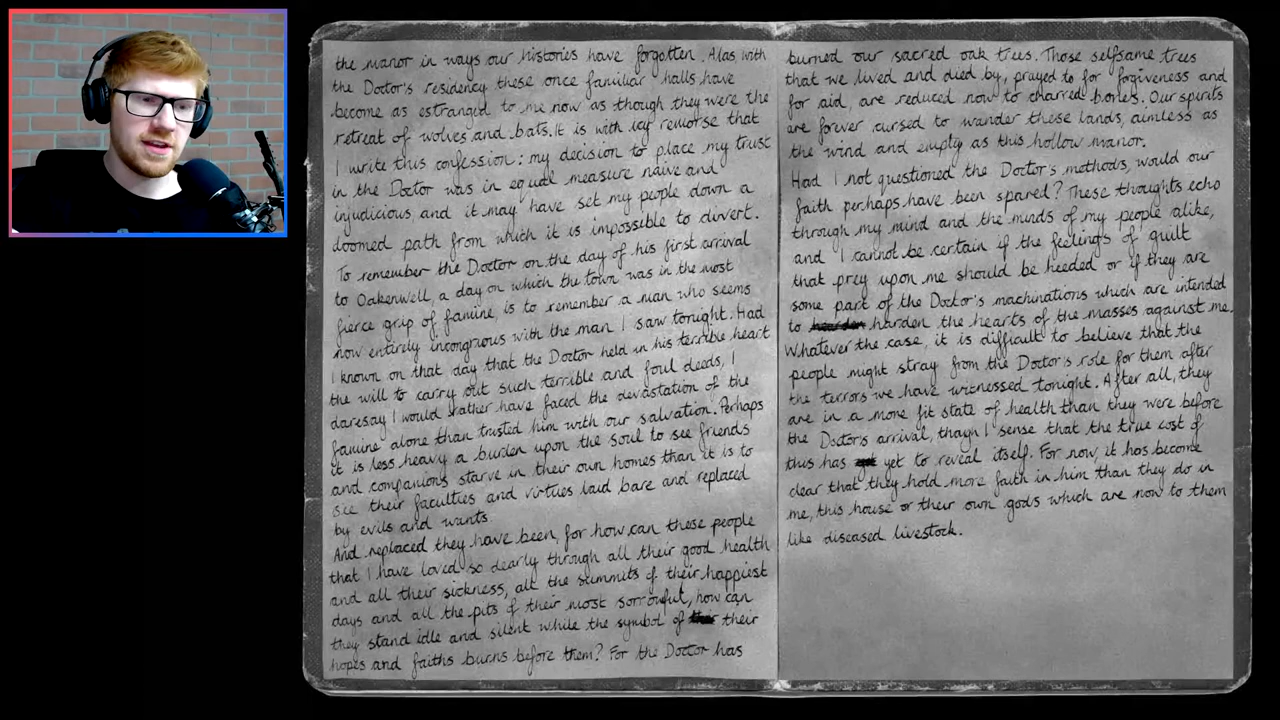 the manor in ways our histories have forgotten. Alas, with
the Doctor's residency these once familiar halls have
become as estranged to me now as though they were the
retreat of wolves and bats. It is with icy remorse that
I write this confession: my decision to place my trust
in the Doctor was in equal measure naive and
injudicious, and it may have set my people down a
doomed path from which it is impossible to divert.
To remember the Doctor on the day of his first arrival
to Oakenwell, a day on which the town was in the most
fierce grip of famine, is to remember a man who seems
now entirely incongruous with the man I saw tonight. Had
I known on that day that the Doctor held in his terrible heart
the will to carry out such terrible and foul deeds, I
daresay I would rather have faced the devastation of the
famine alone than trusted him with our salvation. Perhaps
it is less heavy a burden upon the soul to see friends
and companions starve in their own homes than it is to
see their faculties and virtues laid bare and replaced
by evils and wants.
And replaced they have been, for how can these people
that I have loved so dearly through all their good health
and all their sickness, all the summits of their happiest
days and all the pits of their most sorrowful, how can
they stand idle and silent while the symbol of their
hopes and faiths burns before them? For the Doctor has
burned our sacred oak trees. Those selfsame trees
that we lived and died by, prayed to for forgiveness and
for aid, are reduced now to charred bones. Our spirits
are forever cursed to wander these lands, aimless as
the wind and empty as this hollow manor.
Had I not questioned the Doctor's methods, would our
faith perhaps have been spared? These thoughts echo
through my mind and the minds of my people alike,
and I cannot be certain if the feelings of guilt
that prey upon me should be heeded or if they are
some part of the Doctor's machinations which are intended
to harden the hearts of the masses against me.
Whatever the case, it is difficult to believe that the
people might stray from the Doctor's role for them after
the terrors we have witnessed tonight. After all, they
are in a more fit state of health than they were before
the Doctor's arrival, though I sense that the true cost of
this has yet to reveal itself. For now, it has become
clear that they hold more faith in him than they do in
me, this house or their own gods which are now to them
like diseased livestock.